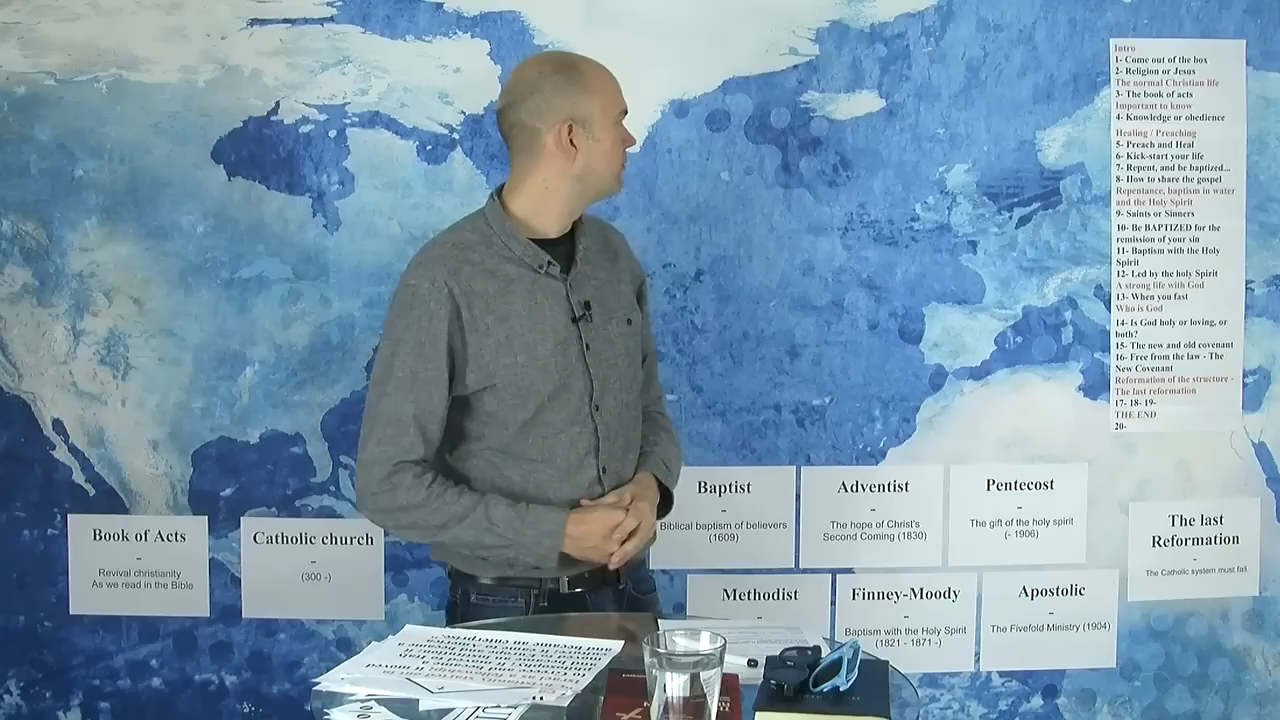 Intro
1- Come out of the box
2- Religion or Jesus
The normal Christian life
3- The book of acts
Important to know
4- Knowledge or obedience
Healing / Preaching
5- Preach and Heal
6- Kick-start your life
7- Repent, and be baptized...
8- How to share the gospel
Repentance, baptism in water
and the Holy Spirit
9- Saints or Sinners
10- Be BAPTIZED for the
remission of your sin
11- Baptism with the Holy
Spirit
12- Led by the holy Spirit
A strong life with God
13- When you fast
Who is God
14- Is God holy or loving, or
both?
15- The new and old covenant
16- Free from the law - The
New Covenant
Reformation of the structure -
The last reformation
17- 18- 19-
THE END
20-
Book of Acts
-
Revival christianity
As we read in the Bible
Catholic church
-
(300 -)
Baptist
-
Biblical baptism of believers
(1609)
Adventist
-
The hope of Christ's
Second Coming (1830)
Pentecost
-
The gift of the holy spirit
(- 1906)
The last
Reformation
-
The Catholic system must fall
Methodist
-
Finney-Moody
-
Baptism with the Holy Spirit
(1821 - 1871 -)
Apostolic
-
The Fivefold Ministry (1904)